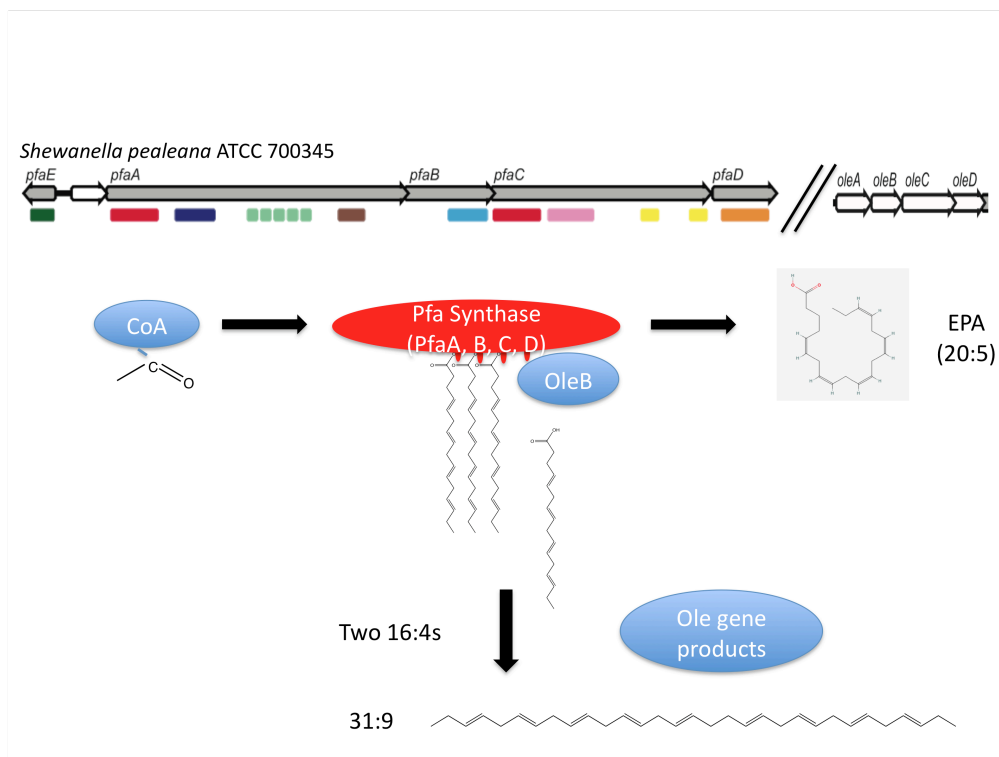 Shewanella pealeana ATCC 700345
pfaE pfaA pfaB pfaC pfaD oleA oleB oleC oleD
CoA
C
O
Pfa Synthase
(PfaA, B, C, D)
OleB
EPA
(20:5)
H
O
O
H
H
H
H
H
H
H
H
H
H
O
O
O
O
OH
Two 16:4s
Ole gene
products
31:9